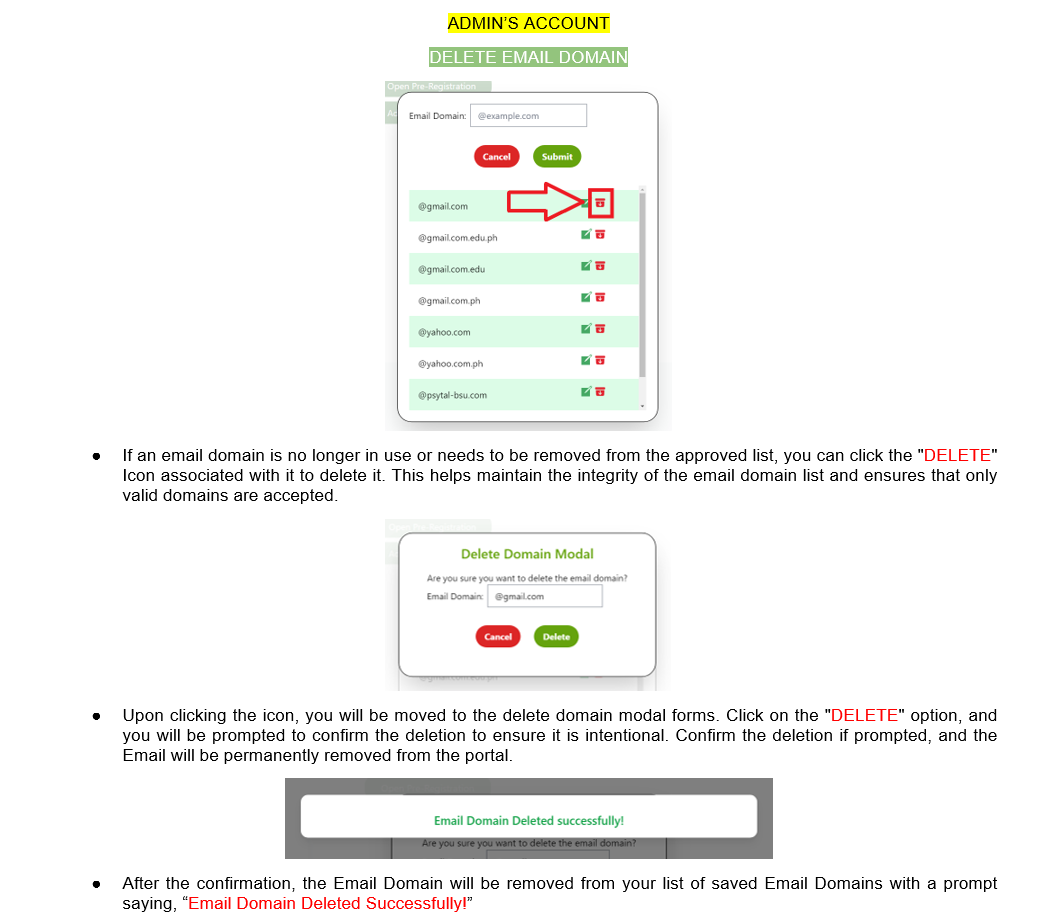 ADMIN'S ACCOUNT
DELETE EMAIL DOMAIN
Open Pre-Registration
Email Domain: @example.com
Cancel Submit
@gmail.com
@gmail.com.edu.ph
@gmail.com.edu
@gmail.com.ph
@yahoo.com
@yahoo.com.ph
@psytal-bsu.com
● If an email domain is no longer in use or needs to be removed from the approved list, you can click the "DELETE"
Icon associated with it to delete it. This helps maintain the integrity of the email domain list and ensures that only
valid domains are accepted.
Open Pre-Registration
Delete Domain Modal
Are you sure you want to delete the email domain?
Email Domain: @gmail.com
Cancel Delete
@gmail.com.edu.ph
● Upon clicking the icon, you will be moved to the delete domain modal forms. Click on the "DELETE" option, and
you will be prompted to confirm the deletion to ensure it is intentional. Confirm the deletion if prompted, and the
Email will be permanently removed from the portal.
Email Domain Deleted successfully!
Are you sure you want to delete the email domain?
● After the confirmation, the Email Domain will be removed from your list of saved Email Domains with a prompt
saying, “Email Domain Deleted Successfully!”